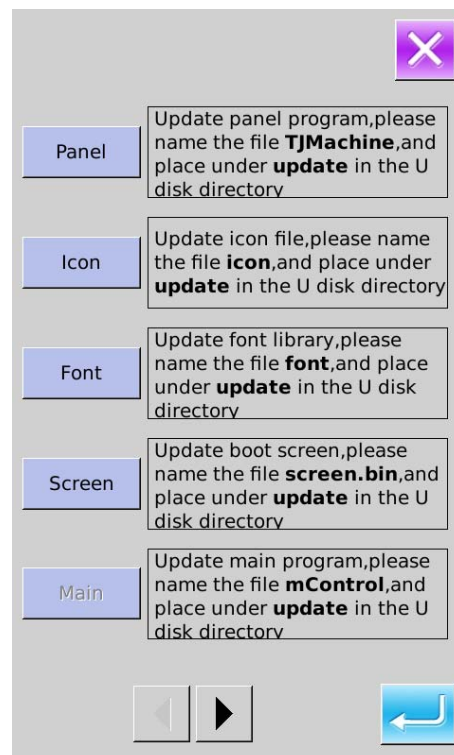 Panel
Update panel program,please
name the file TJMachine,and
place under update in the U
disk directory
Icon
Update icon file,please name
the file icon,and place under
update in the U disk directory
Font
Update font library,please
name the file font,and place
under update in the U disk
directory
Screen
Update boot screen,please
name the file screen.bin,and
place under update in the U
disk directory
Main
Update main program,please
name the file mControl,and
place under update in the U
disk directory